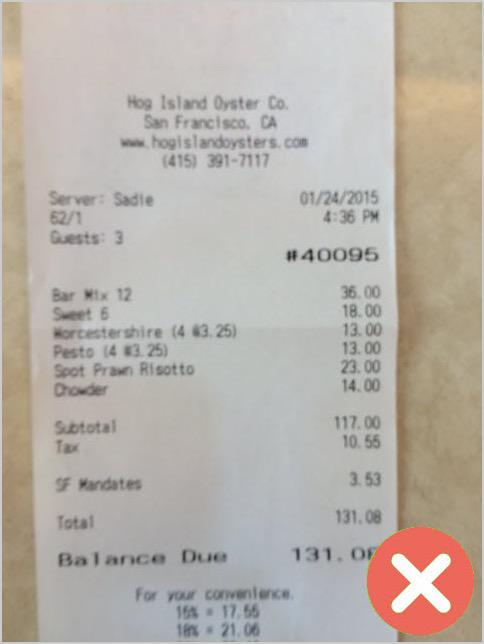 Hog Island Oyster Co.
San Francisco, CA
www.hogislandoysters.com
(415) 391-7117
Server: Sadie 01/24/2015
62/1 4:36 PM
Guests: 3
#40095
Bar Mix 12 36.00
Sweet 6 18.00
Worcestershire (4 @3.25) 13.00
Pesto (4 @3.25) 13.00
Spot Prawn Risotto 23.00
Chowder 14.00
Subtotal 117.00
Tax 10.55
SF Mandates 3.53
Total 131.08
Balance Due 131.08
For your convenience.
15% = 17.55
18% = 21.06